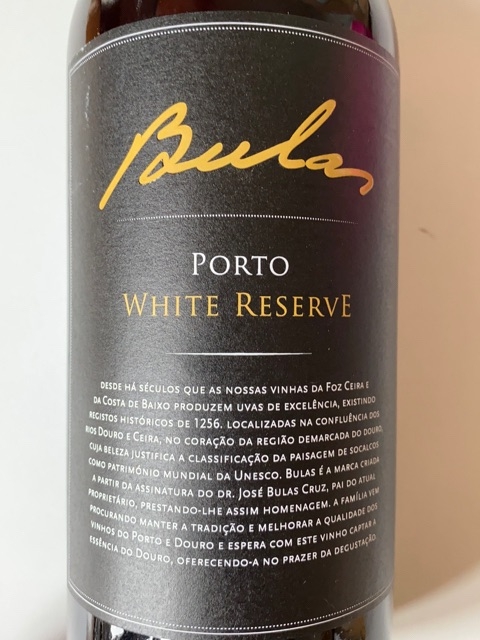 Bulas
PORTO
WHITE RESERVE
DESDE HÁ SÉCULOS QUE AS NOSSAS VINHAS DA FOZ CEIRA E
DA COSTA DE BAIXO PRODUZEM UVAS DE EXCELÊNCIA, EXISTINDO
REGISTOS HISTÓRICOS DE 1256. LOCALIZADAS NA CONFLUÊNCIA DOS
RIOS DOURO E CEIRA, NO CORAÇÃO DA REGIÃO DEMARCADA DO DOURO,
CUJA BELEZA JUSTIFICA A CLASSIFICAÇÃO DA PAISAGEM DE SOCALCOS
COMO PATRIMÓNIO MUNDIAL DA UNESCO. BULAS É A MARCA CRIADA
A PARTIR DA ASSINATURA DO DR. JOSÉ BULAS CRUZ, PAI DO ATUAL
PROPRIETÁRIO, PRESTANDO-LHE ASSIM HOMENAGEM. A FAMÍLIA VEM
PROCURANDO MANTER A TRADIÇÃO E MELHORAR A QUALIDADE DOS
VINHOS DO PORTO E DOURO E ESPERA COM ESTE VINHO CAPTAR A
ESSÊNCIA DO DOURO, OFERECENDO-A NO PRAZER DA DEGUSTAÇÃO.